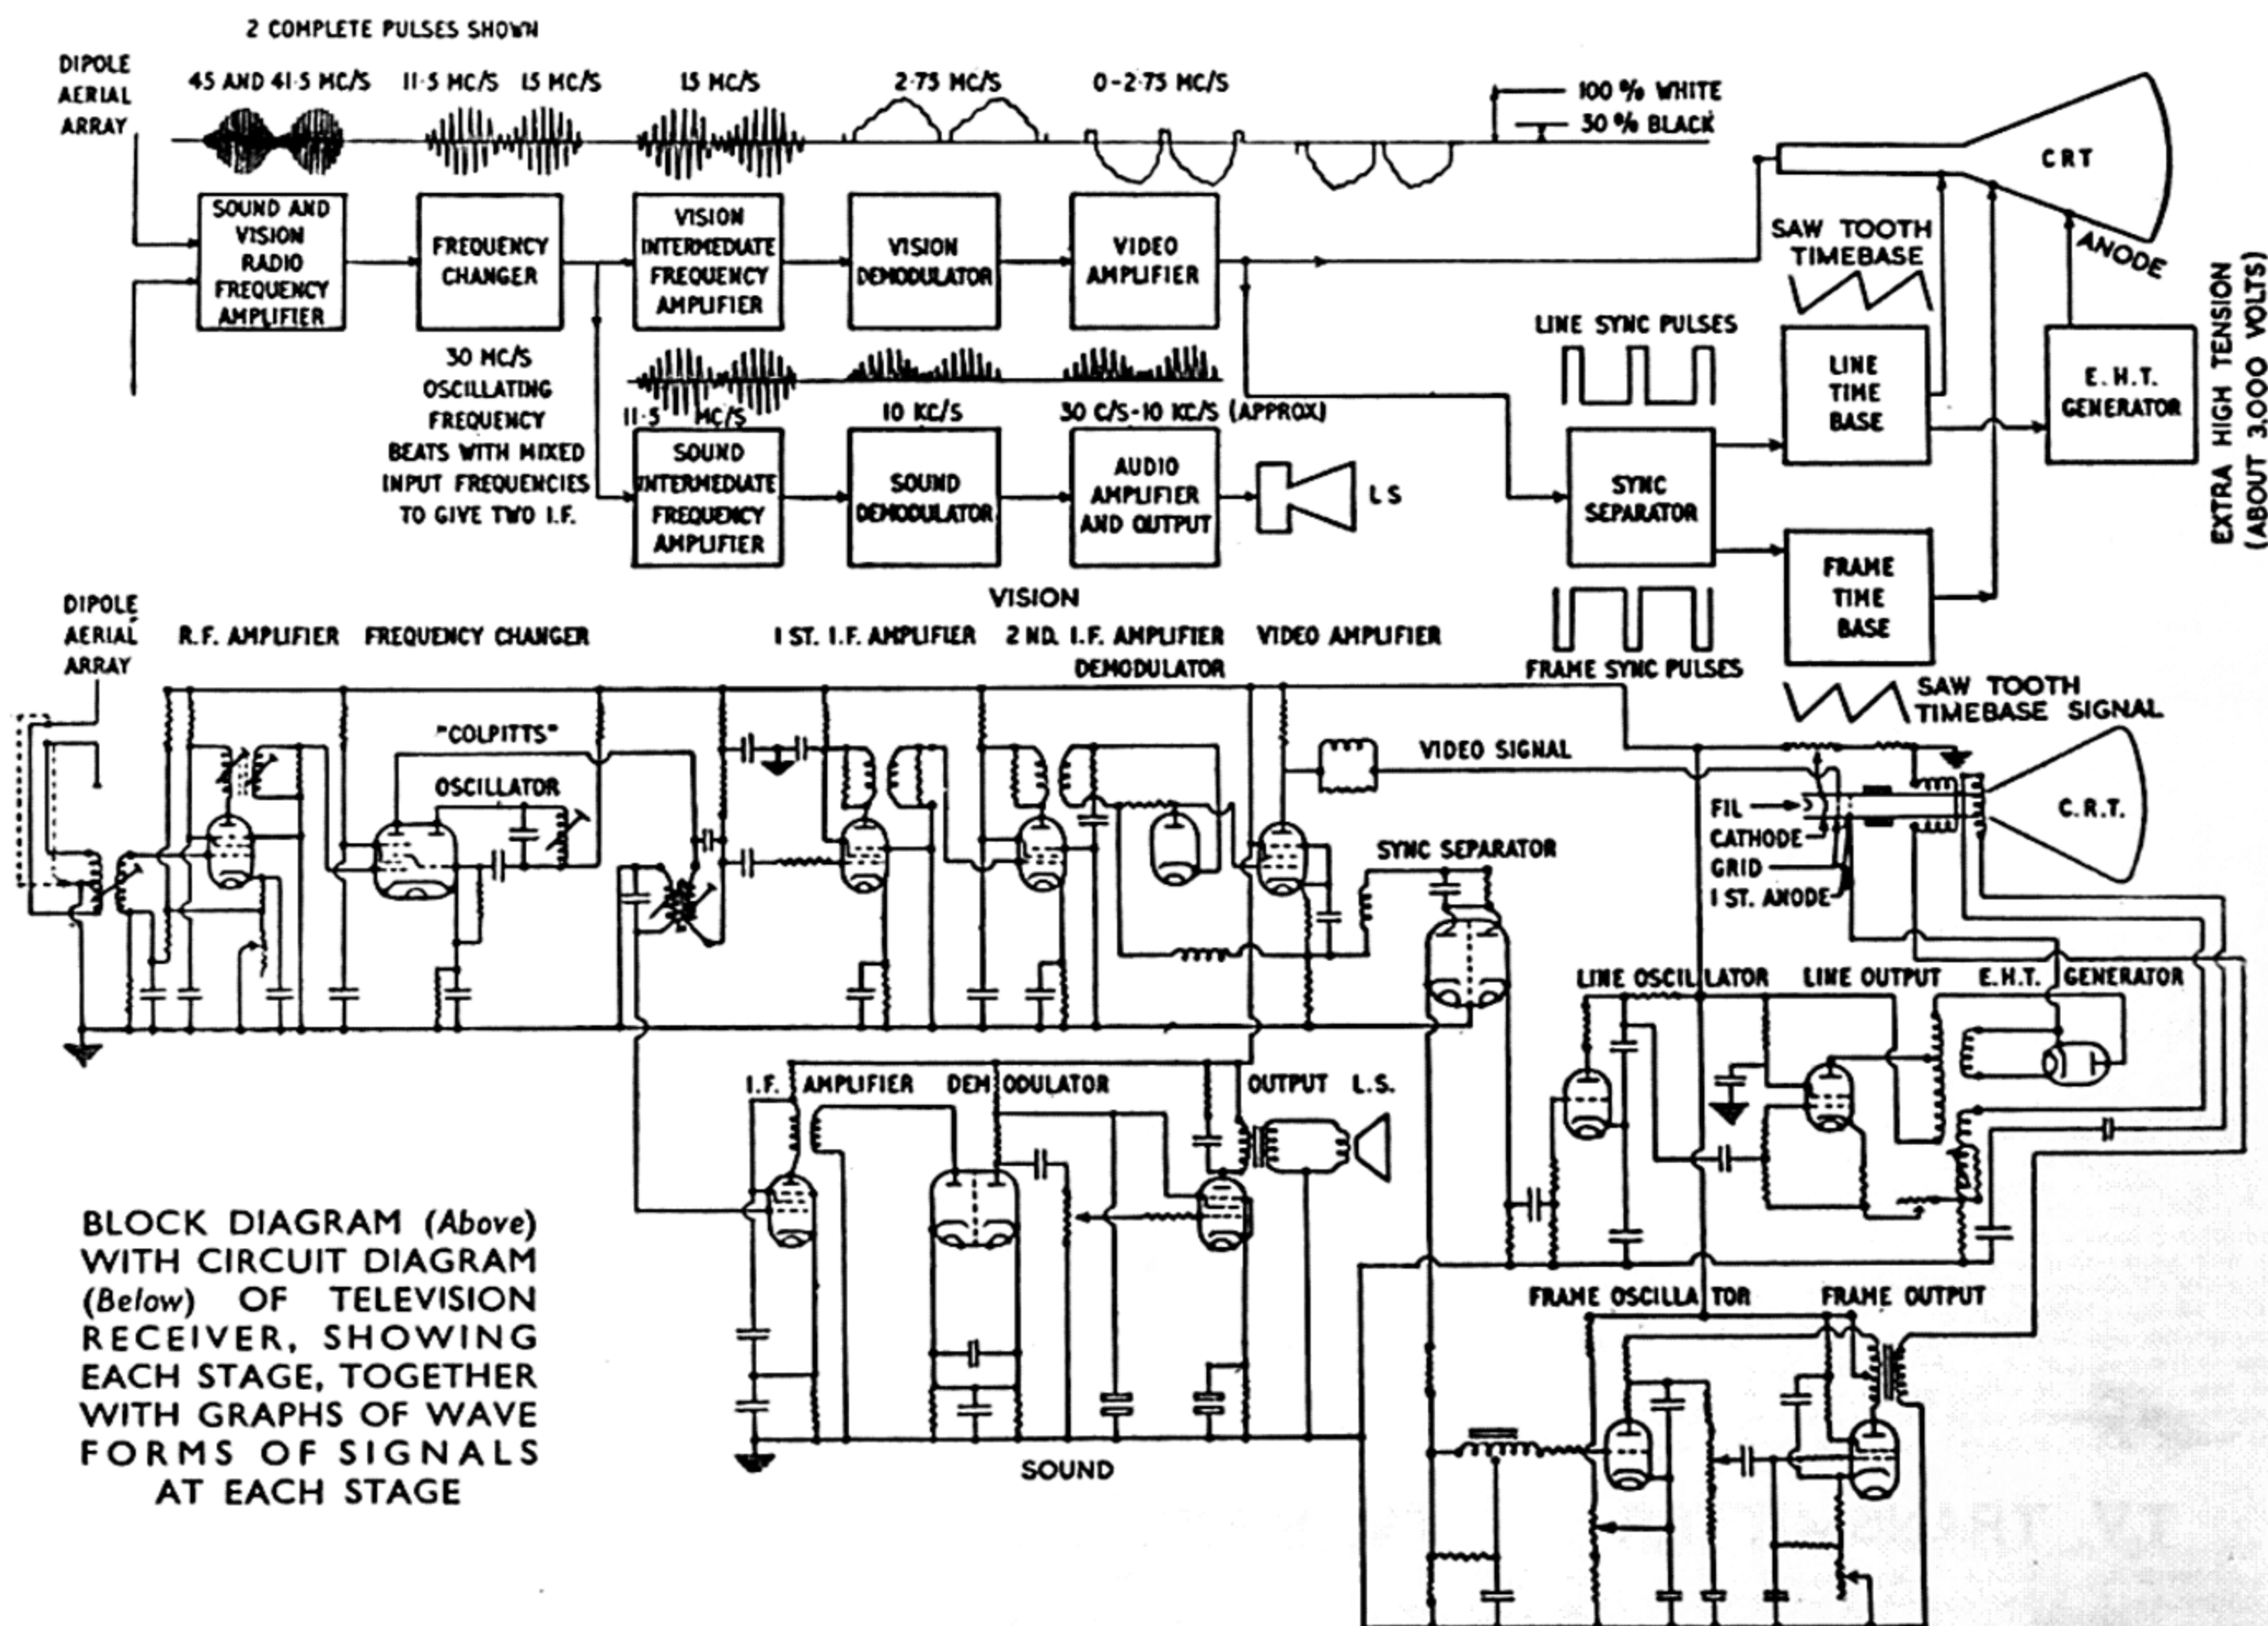 2 COMPLETE PULSES SHOWN
DIPOLE
AERIAL
ARRAY
45 AND 41·5 MC/S
11·5 MC/S
15 MC/S
15 MC/S
2·75 MC/S
0-2·75 MC/S
100% WHITE
30% BLACK
CRT
SOUND AND
VISION
RADIO
FREQUENCY
AMPLIFIER
FREQUENCY
CHANGER
VISION
INTERMEDIATE
FREQUENCY
AMPLIFIER
VISION
DEMODULATOR
VIDEO
AMPLIFIER
SAW TOOTH
TIMEBASE
ANODE
EXTRA HIGH TENSION
(ABOUT 3,000 VOLTS)
30 MC/S
OSCILLATING
FREQUENCY
BEATS WITH MIXED
INPUT FREQUENCIES
TO GIVE TWO I.F.
11·5 MC/S
10 KC/S
30 C/S-10 KC/S (APPROX)
SOUND
INTERMEDIATE
FREQUENCY
AMPLIFIER
SOUND
DEMODULATOR
AUDIO
AMPLIFIER
AND OUTPUT
LS
LINE SYNC PULSES
LINE
TIME
BASE
E.H.T.
GENERATOR
SYNC
SEPARATOR
FRAME
TIME
BASE
FRAME SYNC PULSES
SAW TOOTH
TIMEBASE SIGNAL
VISION
DIPOLE
AERIAL
ARRAY
R.F. AMPLIFIER
FREQUENCY CHANGER
1 ST. I.F. AMPLIFIER
2 ND. I.F. AMPLIFIER
DEMODULATOR
VIDEO AMPLIFIER
"COLPITTS"
OSCILLATOR
VIDEO SIGNAL
SYNC SEPARATOR
FIL
CATHODE
GRID
1 ST. ANODE
C.R.T.
LINE OSCILLATOR
LINE OUTPUT
E.H.T. GENERATOR
I.F. AMPLIFIER
DEMODULATOR
OUTPUT
L.S.
FRAME OSCILLATOR
FRAME OUTPUT
SOUND
BLOCK DIAGRAM (Above)
WITH CIRCUIT DIAGRAM
(Below) OF TELEVISION
RECEIVER, SHOWING
EACH STAGE, TOGETHER
WITH GRAPHS OF WAVE
FORMS OF SIGNALS
AT EACH STAGE